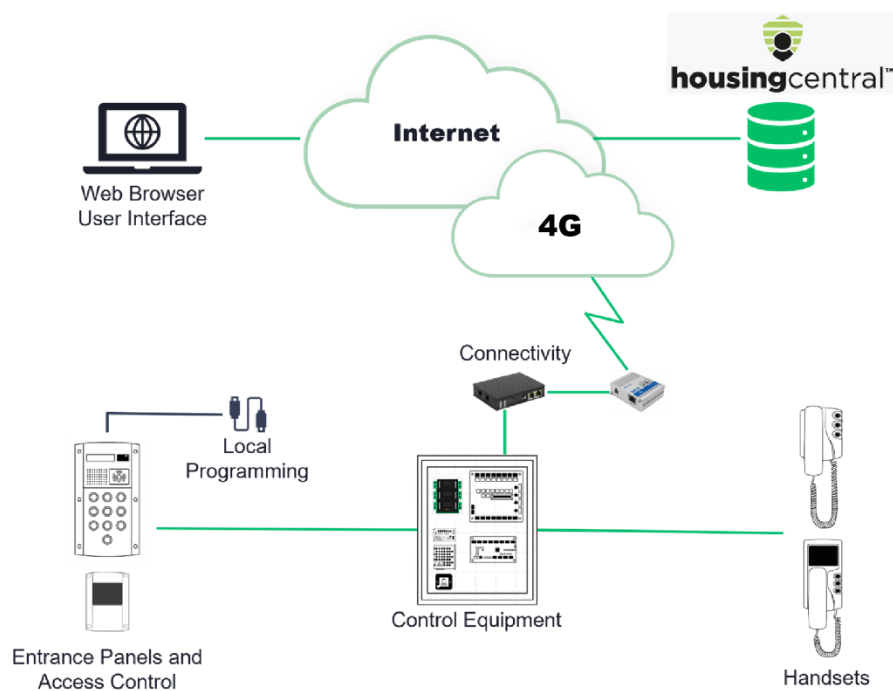 housingcentral™
Internet
Web Browser
User Interface
4G
Connectivity
Local
Programming
Control Equipment
Entrance Panels and
Access Control
Handsets